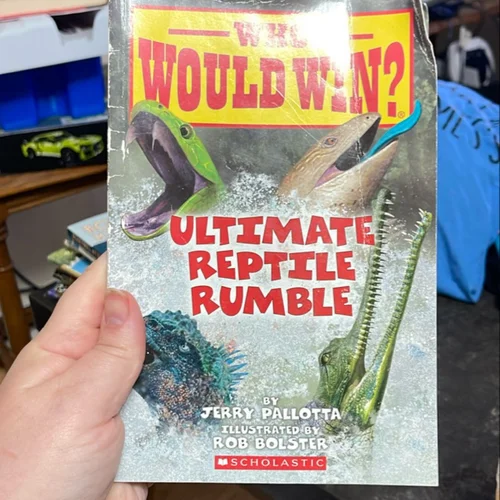 WHO
WOULD WIN?®
ULTIMATE
REPTILE
RUMBLE
BY
JERRY PALLOTTA
ILLUSTRATED BY
ROB BOLSTER
SCHOLASTIC